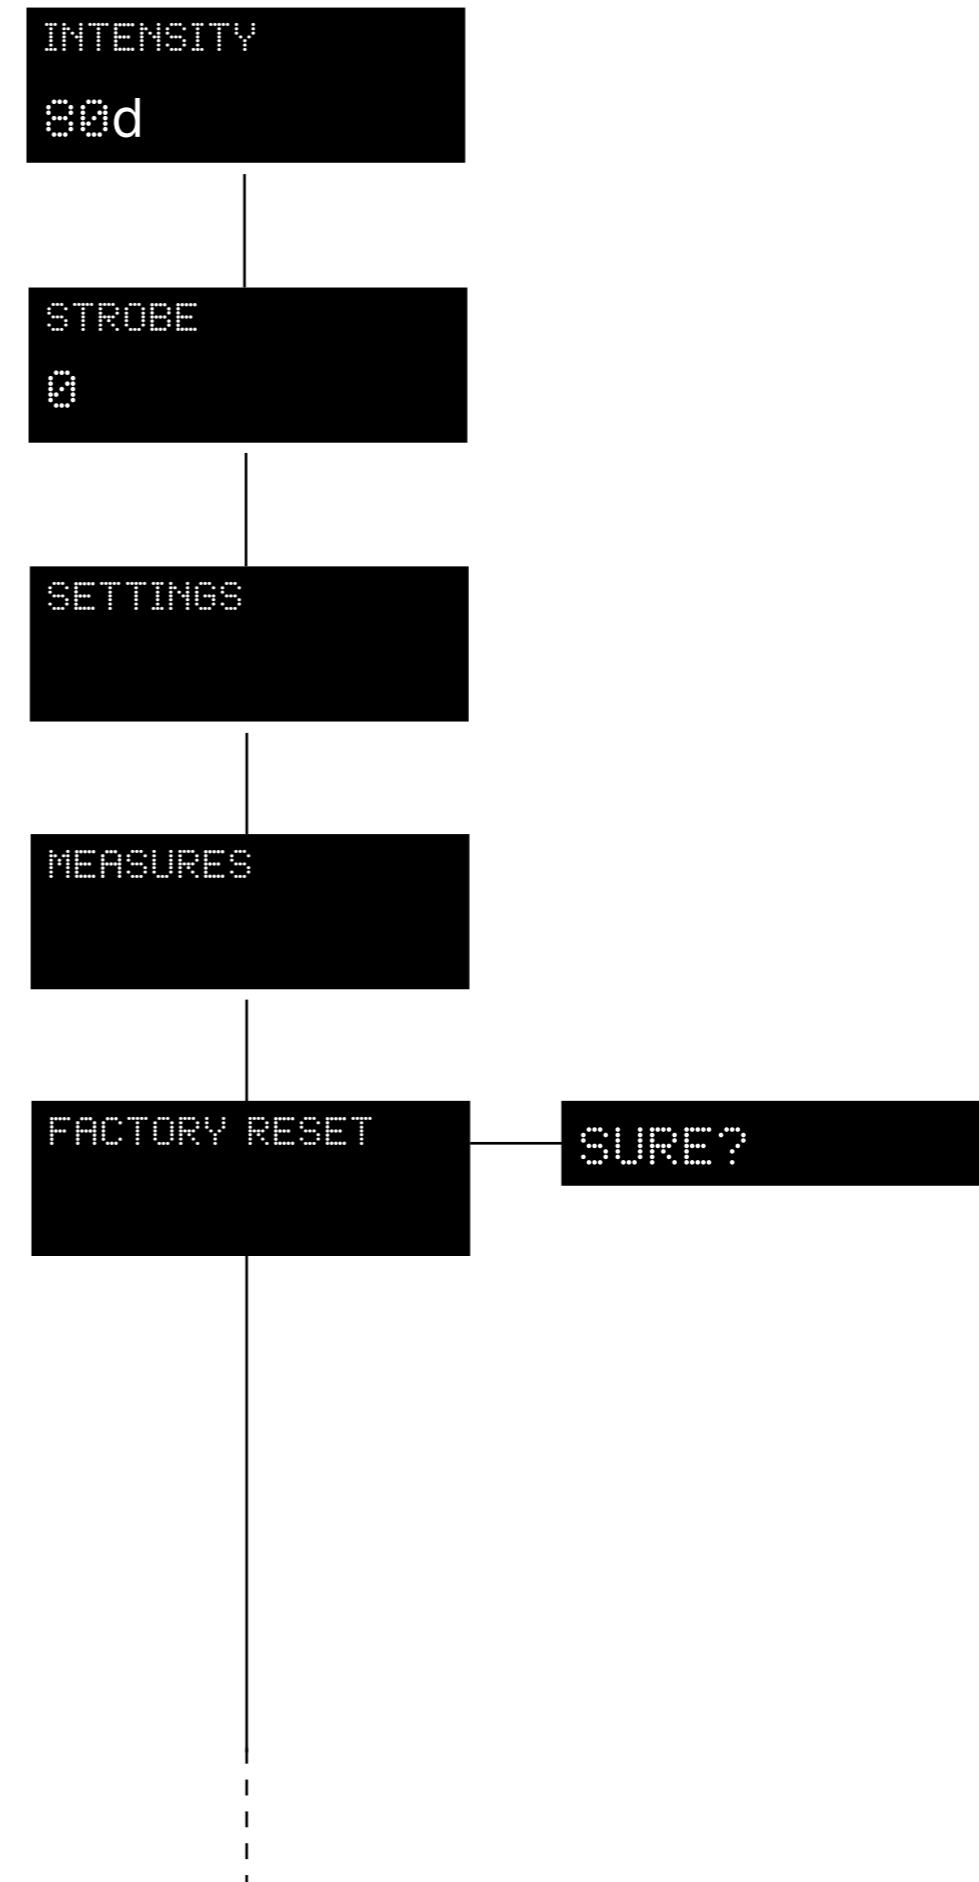 INTENSITY
80d
STROBE
0
SETTINGS
MEASURES
FACTORY RESET
SURE?